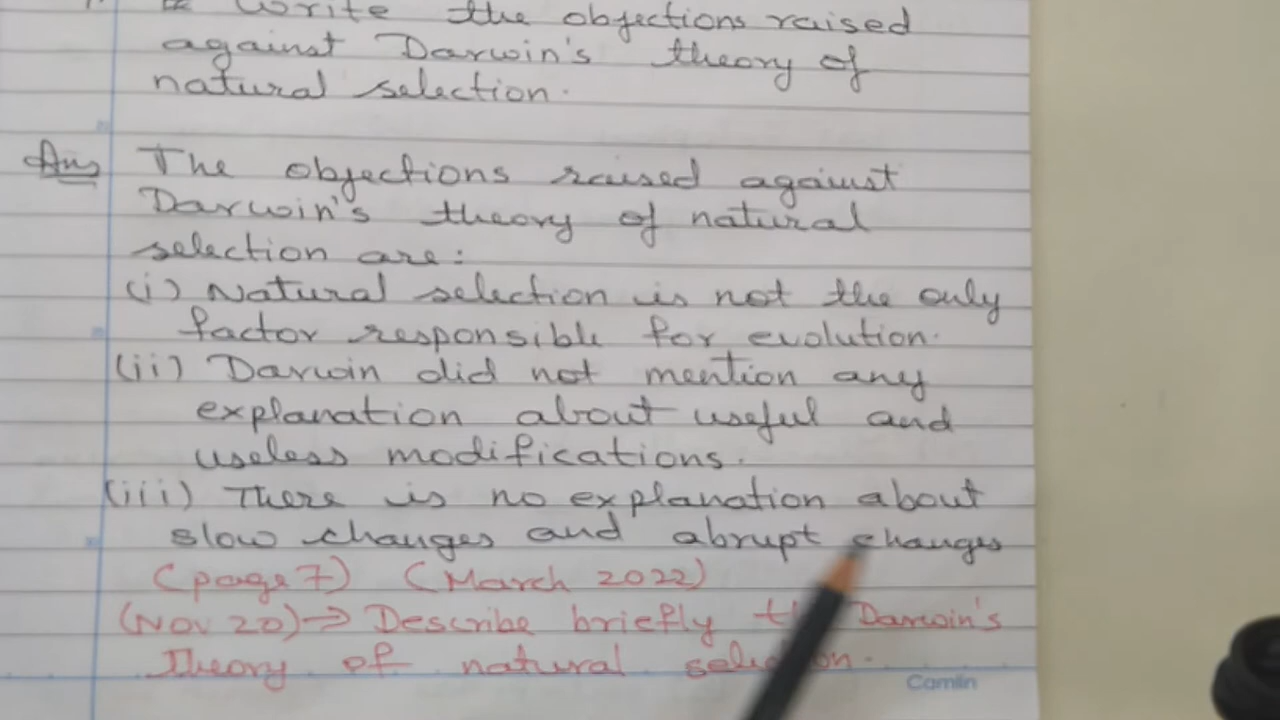 Write the objections raised
against Darwin's theory of
natural selection.
Ans The objections raised against
Darwin's theory of natural
selection are:
(i) Natural selection is not the only
factor responsible for evolution.
(ii) Darwin did not mention any
explanation about useful and
useless modifications.
(iii) There is no explanation about
slow changes and abrupt changes
(page 7) (March 2022)
(Nov 20) → Describe briefly Darwin's
Theory of natural selection.
Camlin